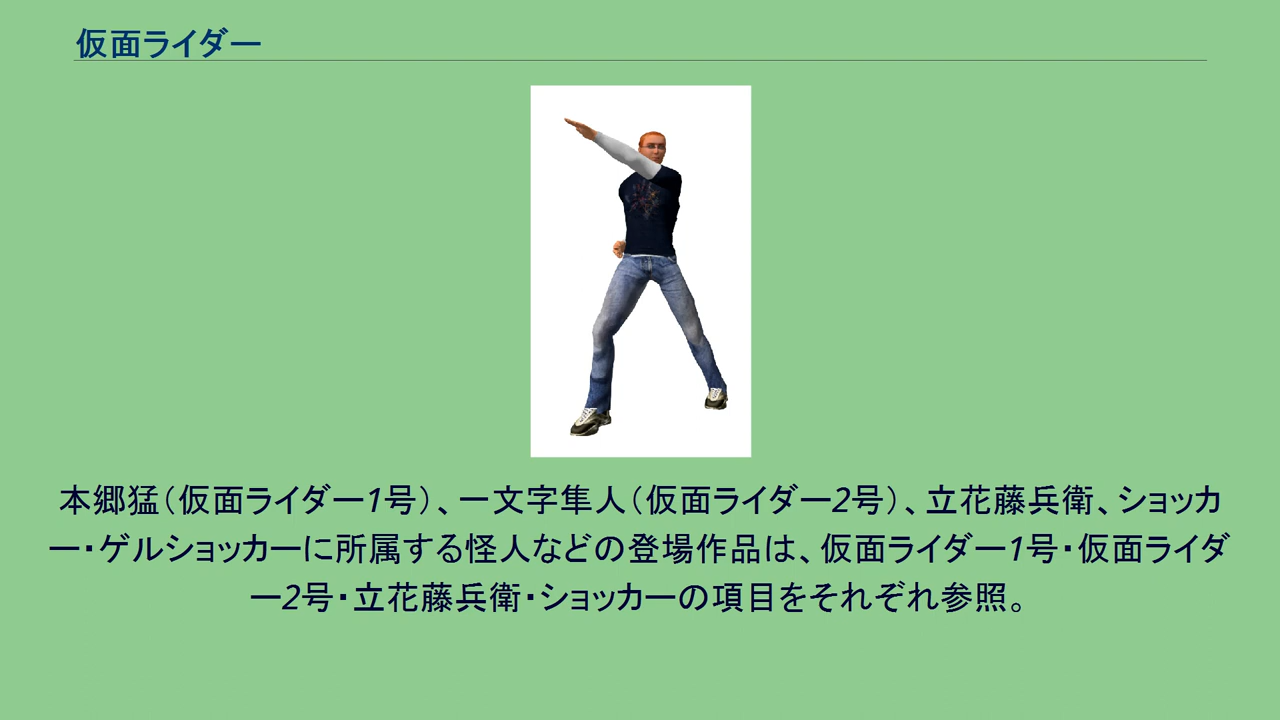 仮面ライダー
本郷猛（仮面ライダー1号）、一文字隼人（仮面ライダー2号）、立花藤兵衛、ショッカ
ー・ゲルショッカーに所属する怪人などの登場作品は、仮面ライダー1号・仮面ライダ
ー2号・立花藤兵衛・ショッカーの項目をそれぞれ参照。